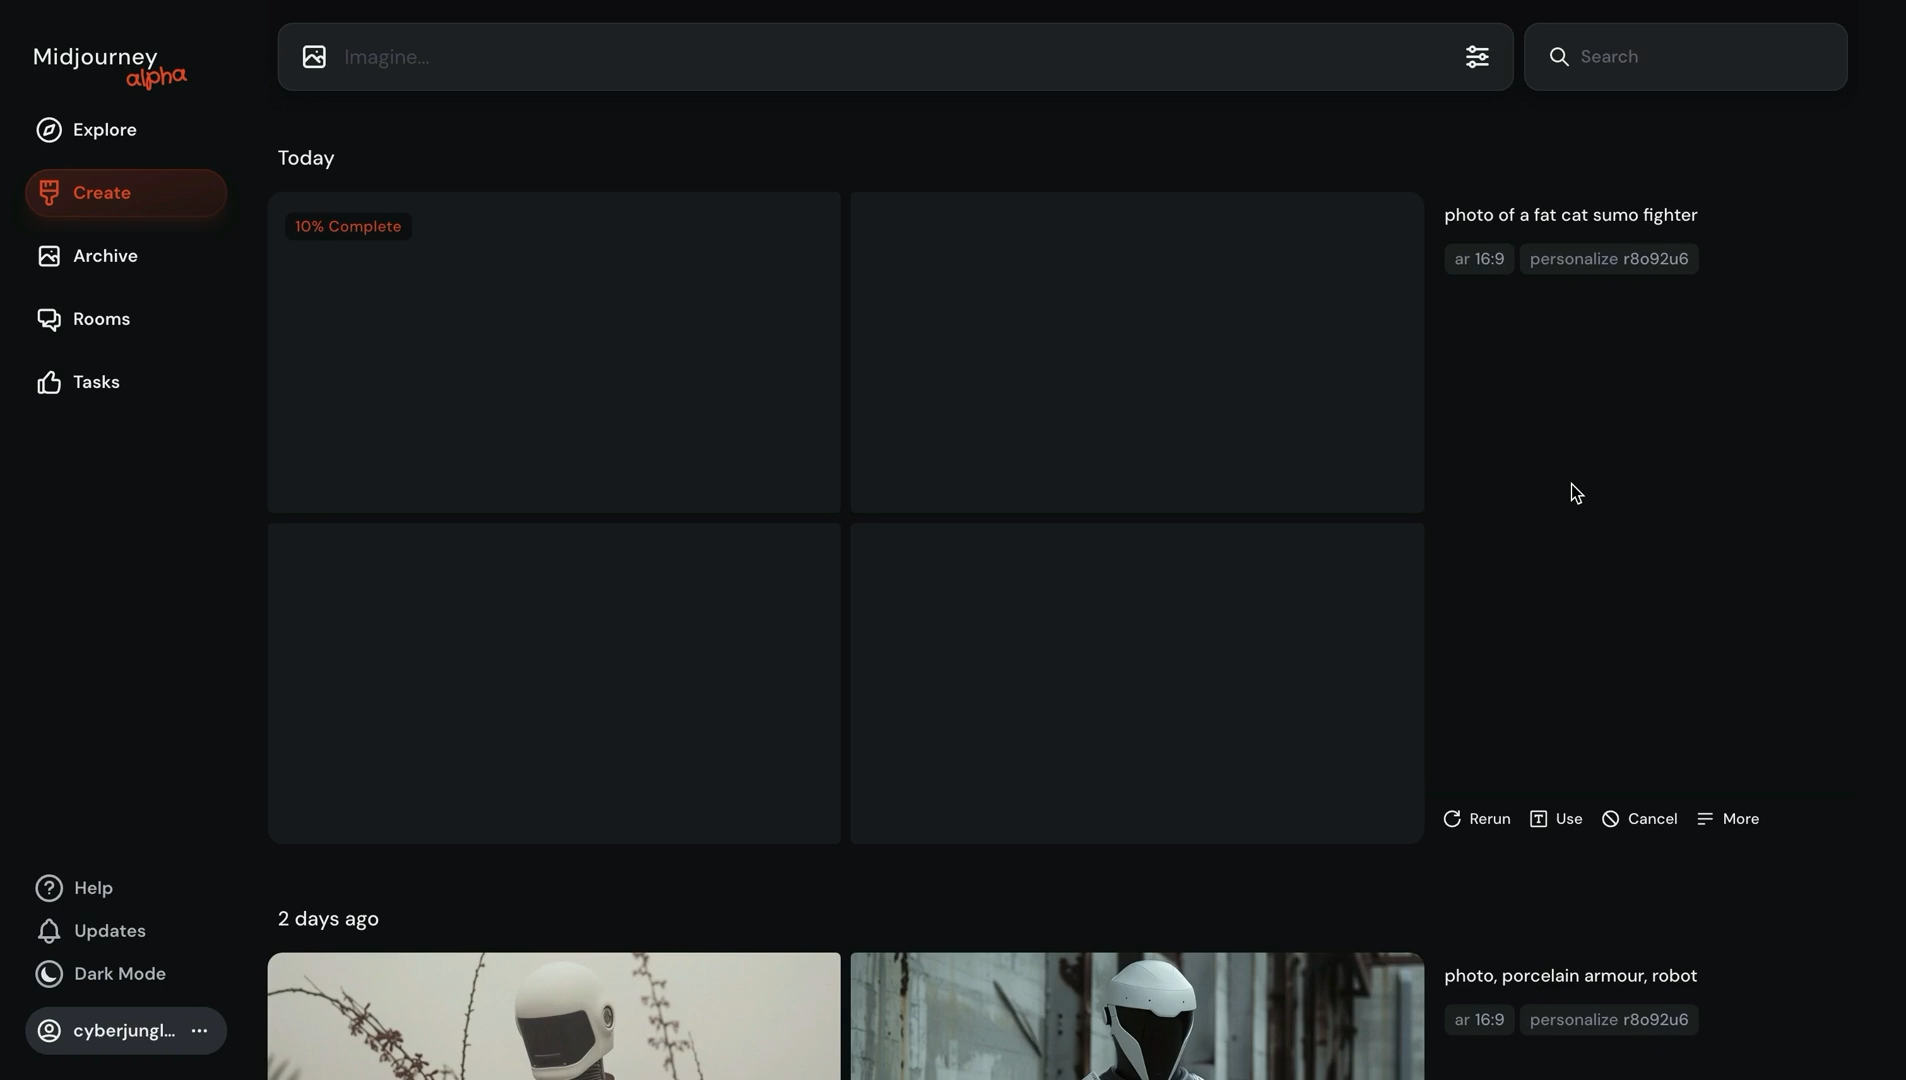 Midjourney
alpha
Imagine...
Search
Explore
Create
Archive
Rooms
Tasks
Today
10% Complete
photo of a fat cat sumo fighter
ar 16:9
personalize r8o92u6
Rerun
Use
Cancel
More
2 days ago
photo, porcelain armour, robot
ar 16:9
personalize r8o92u6
Help
Updates
Dark Mode
cyberjungl...